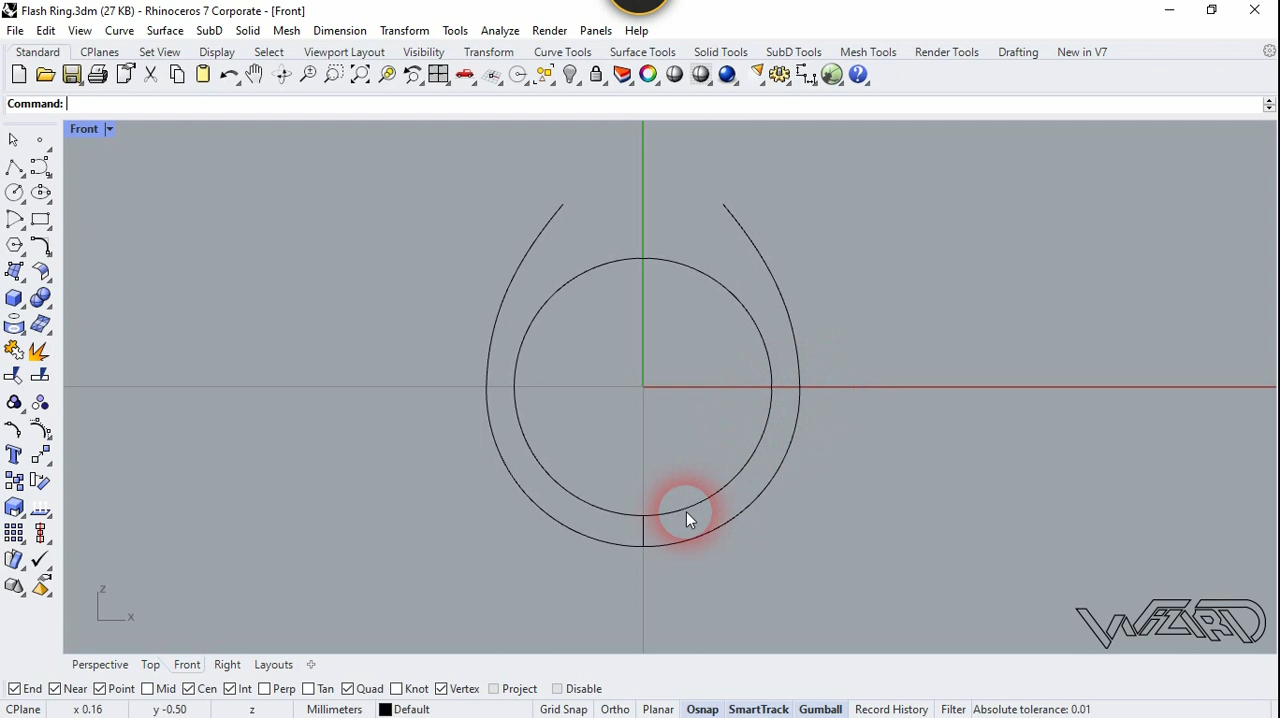 Flash Ring.3dm (27 KB) - Rhinoceros 7 Corporate - [Front]
File Edit View Curve Surface SubD Solid Mesh Dimension Transform Tools Analyze Render Panels Help
Standard CPlanes Set View Display Select Viewport Layout Visibility Transform Curve Tools Surface Tools Solid Tools SubD Tools Mesh Tools Render Tools Drafting New in V7
Command:
Front
z
x
WIZARD
Perspective Top Front Right Layouts
End Near Point Mid Cen Int Perp Tan Quad Knot Vertex Project Disable
CPlane x 0.16 y -0.50 z Millimeters Default Grid Snap Ortho Planar Osnap SmartTrack Gumball Record History Filter Absolute tolerance: 0.01